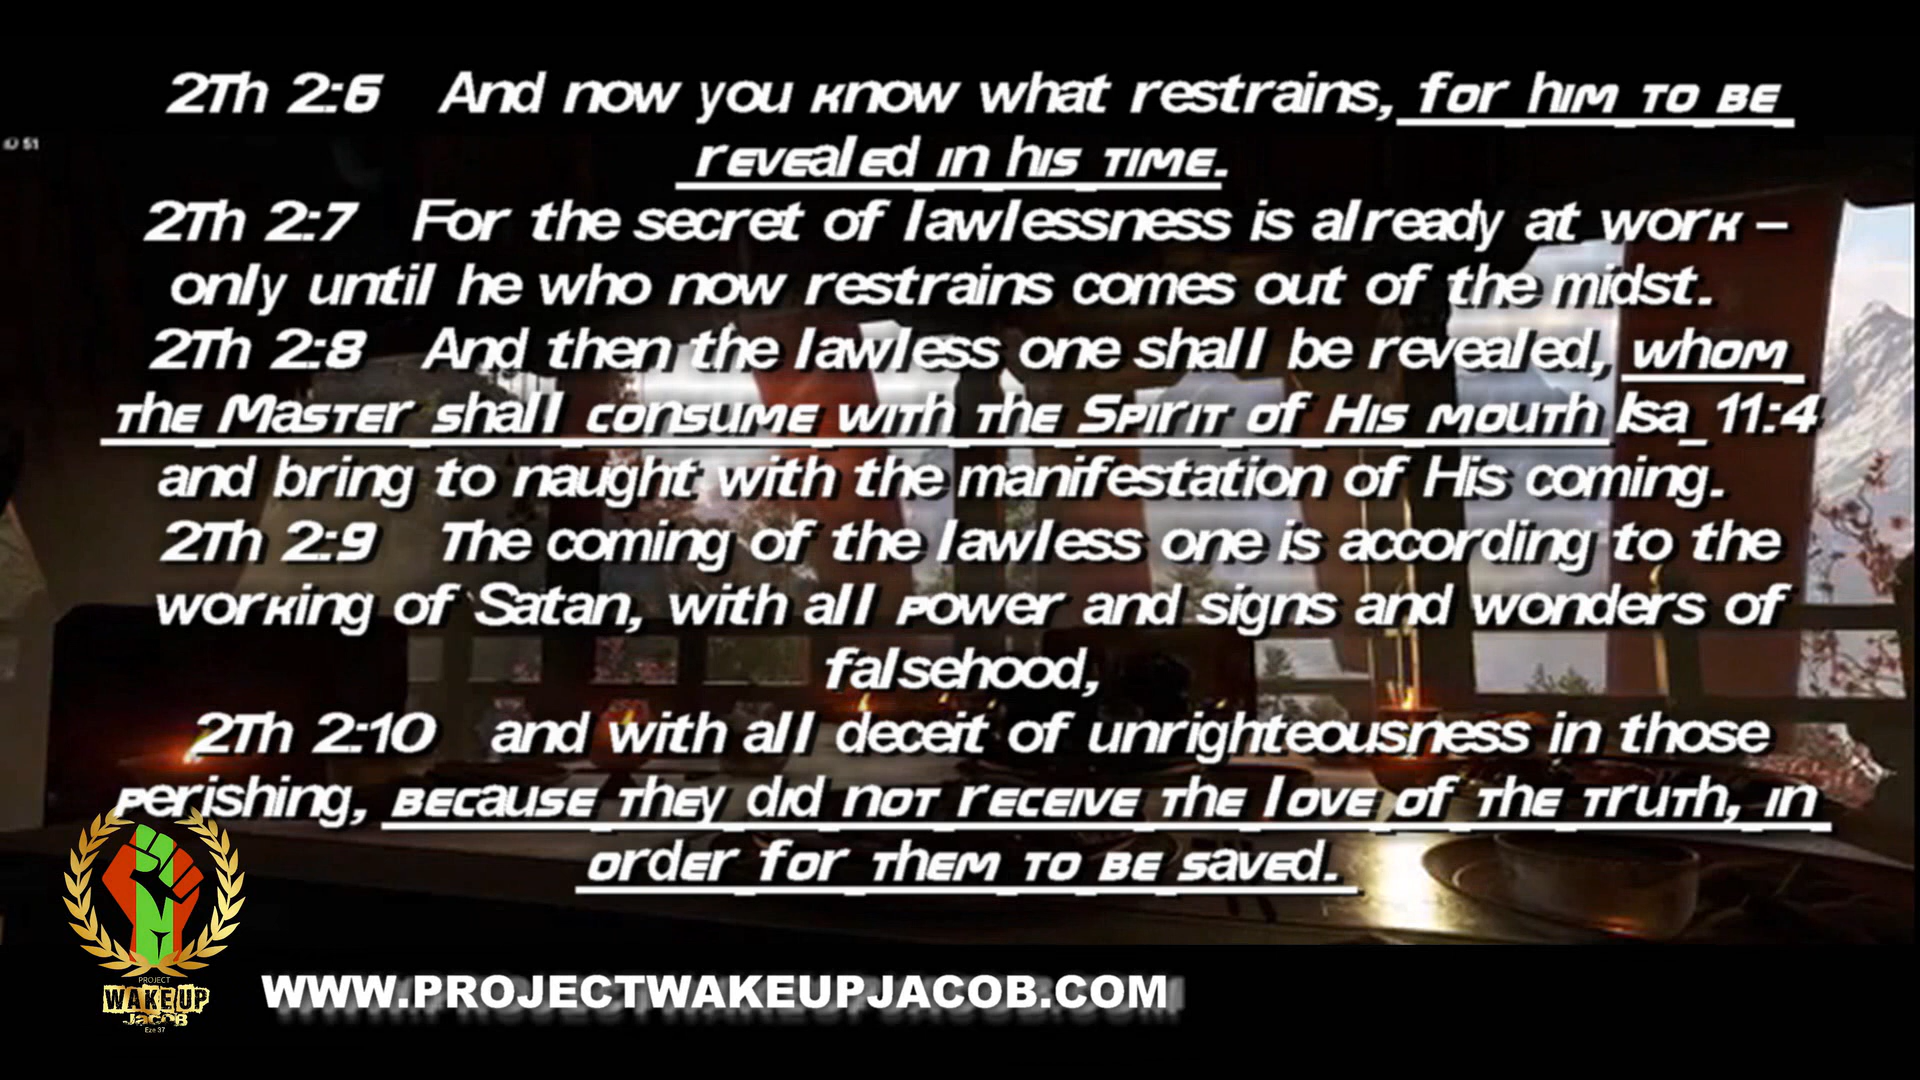 2Th 2:6 And now you know what restrains, for him to be
revealed in his time.
51
2Th 2:7 For the secret of lawlessness is already at work –
only until he who now restrains comes out of the midst.
2Th 2:8 And then the lawless one shall be revealed, whom
the Master shall consume with the Spirit of His mouth Isa_11:4
and bring to naught with the manifestation of His coming.
2Th 2:9 The coming of the lawless one is according to the
working of Satan, with all power and signs and wonders of
falsehood,
2Th 2:10 and with all deceit of unrighteousness in those
perishing, because they did not receive the love of the truth, in
order for them to be saved.
PROJECT
WAKE UP
JACOB
Eze 37
WWW.PROJECTWAKEUPJACOB.COM